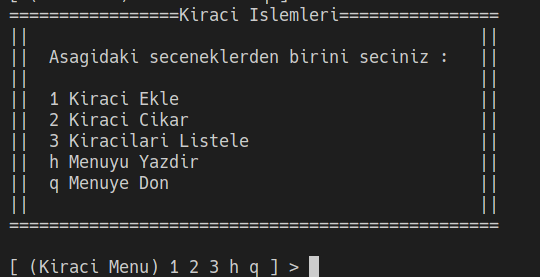 =================Kiraci Islemleri================
|| ||
|| Asagidaki seceneklerden birini seciniz : ||
|| ||
|| 1 Kiraci Ekle ||
|| 2 Kiraci Cikar ||
|| 3 Kiracilari Listele ||
|| h Menuyu Yazdir ||
|| q Menuye Don ||
|| ||
=================================================
[ (Kiraci Menu) 1 2 3 h q ] >